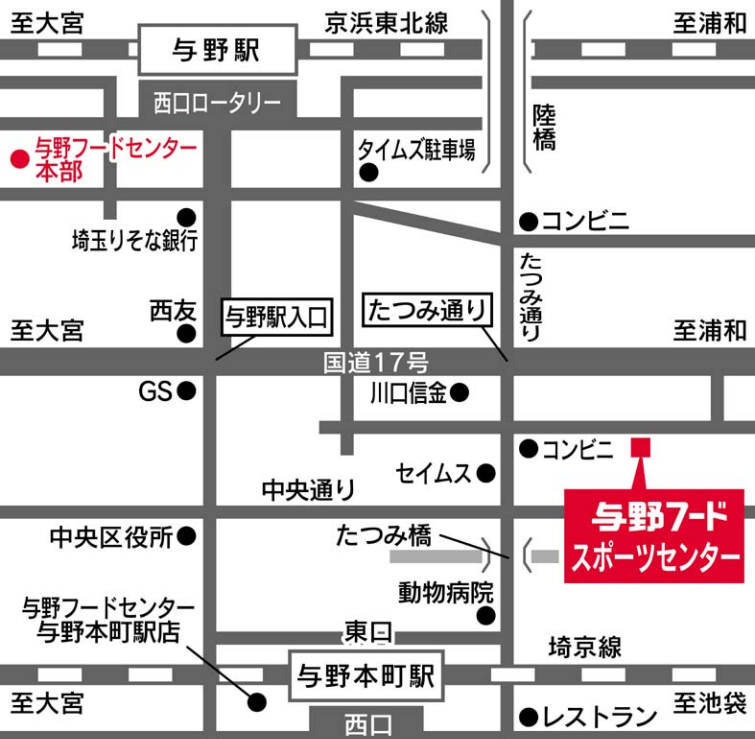 至大宮
京浜東北線
至浦和
与野駅
西口ロータリー
陸橋
与野フードセンター
本部
タイムズ駐車場
コンビニ
埼玉りそな銀行
たつみ通り
西友
与野駅入口
たつみ通り
至大宮
至浦和
国道17号
GS
川口信金
コンビニ
セイムス
中央通り
与野フード
スポーツセンター
中央区役所
たつみ橋
動物病院
与野フードセンター
与野本町駅店
東口
埼京線
与野本町駅
至大宮
至池袋
西口
レストラン